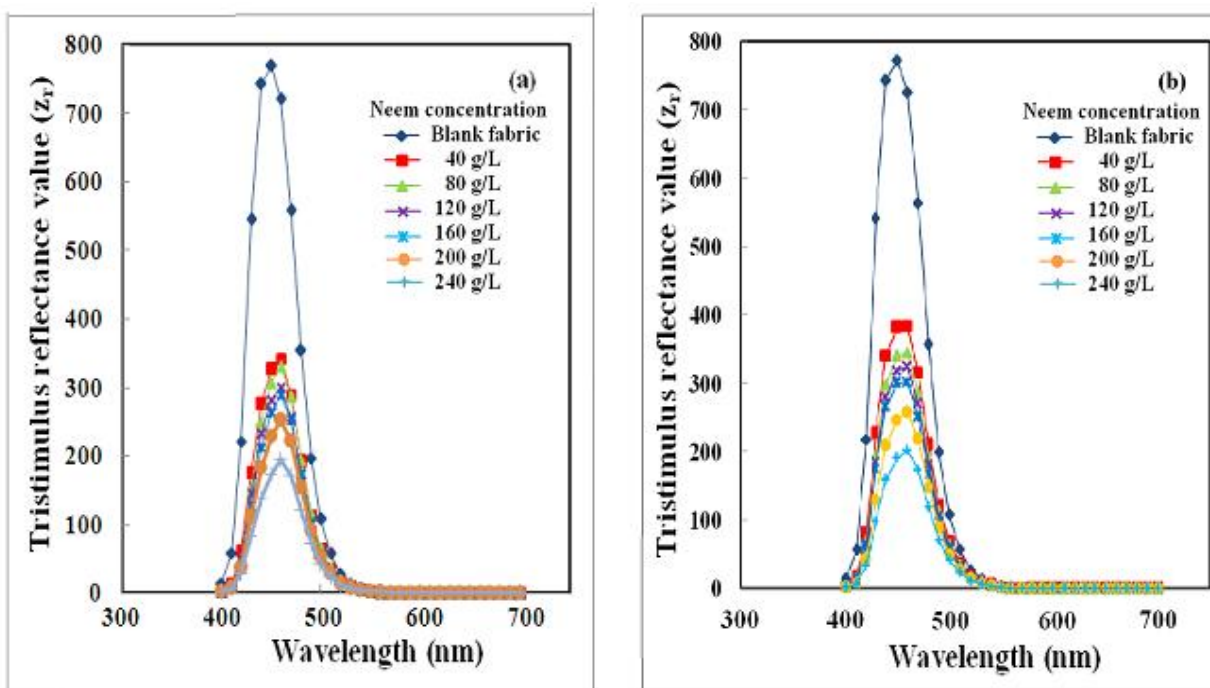 800
700
600
500
400
300
200
100
0
300
400
500
600
700
Tristimulus reflectance value (zr)
Wavelength (nm)
(a)
Neem concentration
Blank fabric
40 g/L
80 g/L
120 g/L
160 g/L
200 g/L
240 g/L
800
700
600
500
400
300
200
100
0
300
400
500
600
700
Tristimulus reflectance value (zr)
Wavelength (nm)
(b)
Neem concentration
Blank fabric
40 g/L
80 g/L
120 g/L
160 g/L
200 g/L
240 g/L